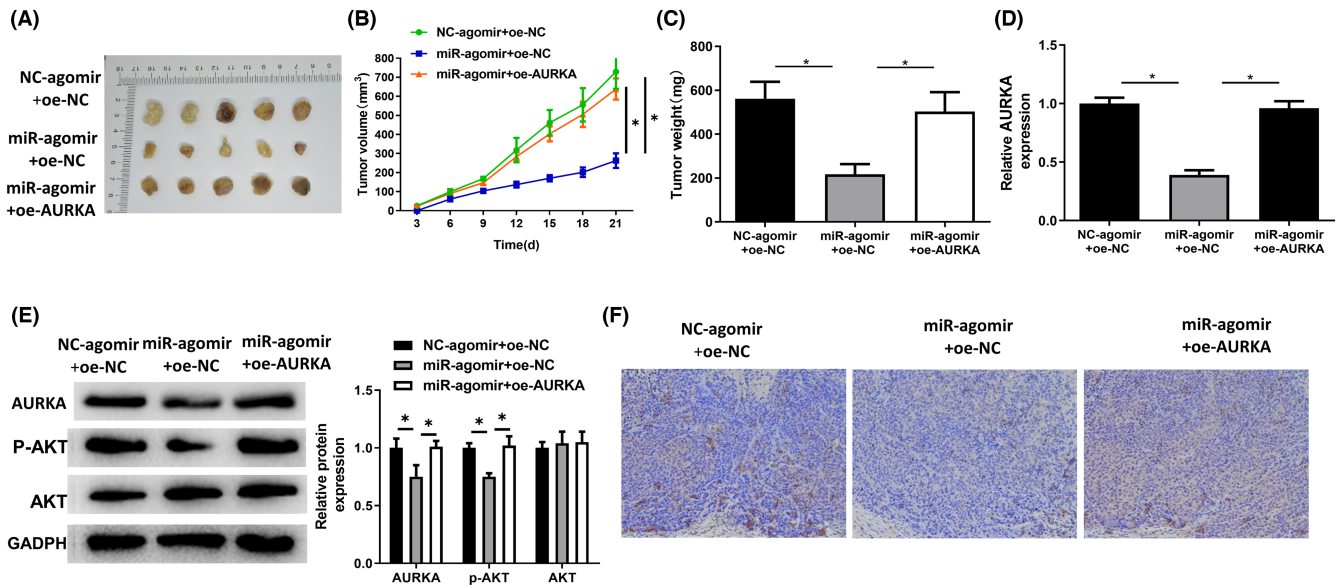 (A)
NC-agomir
+oe-NC
miR-agomir
+oe-NC
miR-agomir
+oe-AURKA
(B)
NC-agomir+oe-NC
miR-agomir+oe-NC
miR-agomir+oe-AURKA
Tumor volume(mm³)
800
700
600
500
400
300
200
100
0
3 6 9 12 15 18 21
Time(d)
*
*
(C)
Tumor weight(mg)
800
600
400
200
0
*
*
NC-agomir
+oe-NC
miR-agomir
+oe-NC
miR-agomir
+oe-AURKA
(D)
Relative AURKA
expression
1.5
1.0
0.5
0.0
*
*
NC-agomir
+oe-NC
miR-agomir
+oe-NC
miR-agomir
+oe-AURKA
(E)
NC-agomir
+oe-NC
miR-agomir
+oe-NC
miR-agomir
+oe-AURKA
AURKA
P-AKT
AKT
GADPH
NC-agomir+oe-NC
miR-agomir+oe-NC
miR-agomir+oe-AURKA
Relative protein
expression
1.5
1.0
0.5
0.0
* * * *
AURKA p-AKT AKT
(F)
NC-agomir
+oe-NC
miR-agomir
+oe-NC
miR-agomir
+oe-AURKA